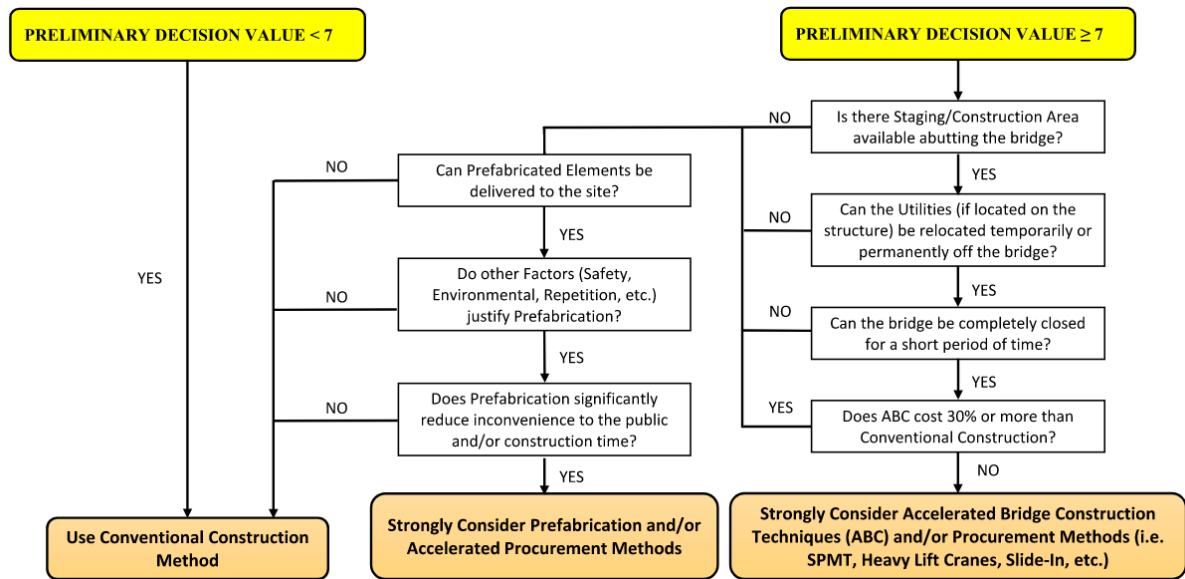 PRELIMINARY DECISION VALUE < 7
PRELIMINARY DECISION VALUE ≥ 7
NO
Is there Staging/Construction Area
available abutting the bridge?
NO
Can Prefabricated Elements be
delivered to the site?
YES
NO
Can the Utilities (if located on the
structure) be relocated temporarily or
permanently off the bridge?
YES
YES
NO
Do other Factors (Safety,
Environmental, Repetition, etc.)
justify Prefabrication?
YES
NO
Can the bridge be completely closed
for a short period of time?
YES
YES
NO
Does Prefabrication significantly
reduce inconvenience to the public
and/or construction time?
YES
Does ABC cost 30% or more than
Conventional Construction?
YES
NO
Use Conventional Construction
Method
Strongly Consider Prefabrication and/or
Accelerated Procurement Methods
Strongly Consider Accelerated Bridge Construction
Techniques (ABC) and/or Procurement Methods (i.e.
SPMT, Heavy Lift Cranes, Slide-In, etc.)